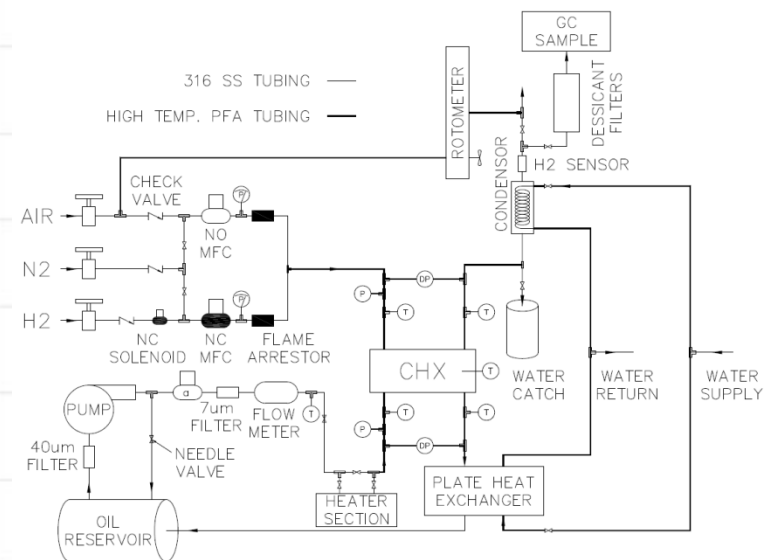 GC
SAMPLE
316 SS TUBING
HIGH TEMP. PFA TUBING
ROTOMETER
DESSICANT
FILTERS
H2 SENSOR
CONDENSOR
CHECK
VALVE
AIR
P
NO
MFC
N2
H2
P
NC
SOLENOID
NC
MFC
FLAME
ARRESTOR
DP
P
T
T
CHX
T
WATER
CATCH
WATER
RETURN
WATER
SUPPLY
PUMP
a
7um
FILTER
FLOW
METER
T
T
T
P
DP
40um
FILTER
NEEDLE
VALVE
HEATER
SECTION
PLATE HEAT
EXCHANGER
OIL
RESERVOIR